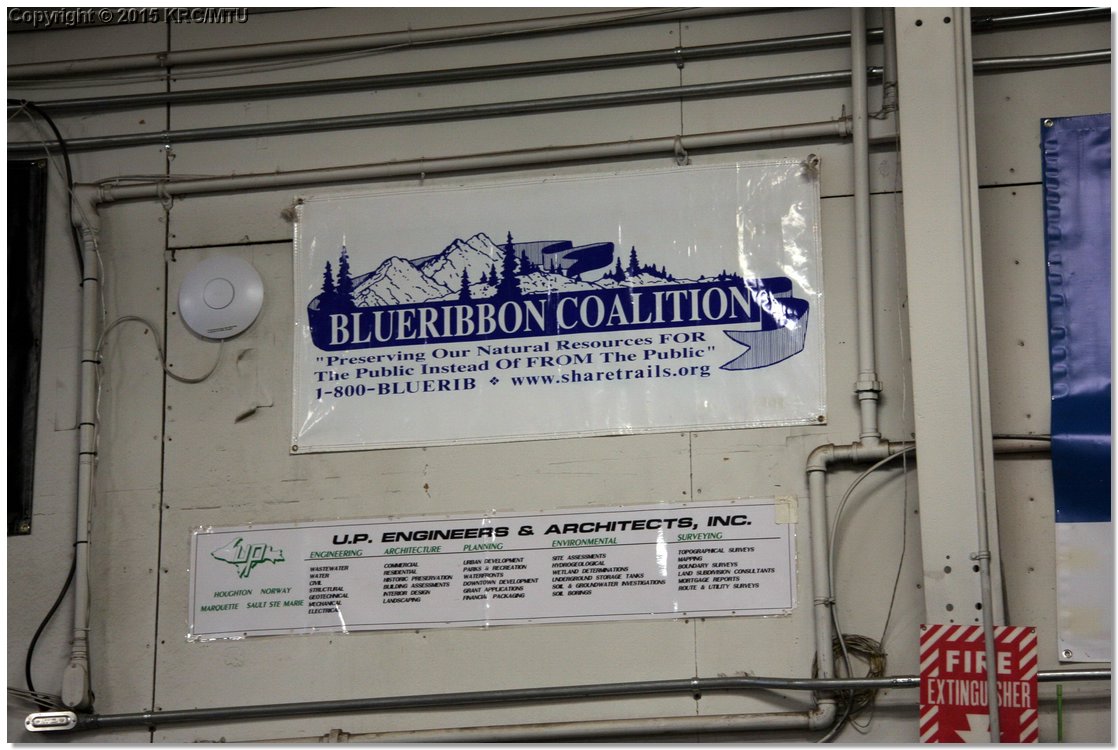 Copyright © 2015 KRC/MTU
BLUERIBBON COALITION
"Preserving Our Natural Resources FOR
The Public Instead Of FROM The Public"
1-800-BLUERIB ❖ www.sharetrails.org
U.P. ENGINEERS & ARCHITECTS, INC.
UP
HOUGHTON NORWAY
MARQUETTE SAULT STE MARIE
ENGINEERING
WASTEWATER
WATER
CIVIL
STRUCTURAL
GEOTECHNICAL
MECHANICAL
ELECTRICAL
ARCHITECTURE
COMMERCIAL
RESIDENTIAL
HISTORIC PRESERVATION
BUILDING ASSESSMENTS
INTERIOR DESIGN
LANDSCAPING
PLANNING
URBAN DEVELOPMENT
PARKS & RECREATION
WATERFRONTS
DOWNTOWN DEVELOPMENT
GRANT APPLICATIONS
FINANCIAL PACKAGING
ENVIRONMENTAL
SITE ASSESSMENTS
HYDROGEOLOGICAL
WETLAND DETERMINATIONS
UNDERGROUND STORAGE TANKS
SOIL & GROUNDWATER INVESTIGATIONS
SOIL BORINGS
SURVEYING
TOPOGRAPHICAL SURVEYS
MAPPING
BOUNDARY SURVEYS
LAND SUBDIVISION CONSULTANTS
MORTGAGE REPORTS
ROUTE & UTILITY SURVEYS
FIRE
EXTINGUISHER